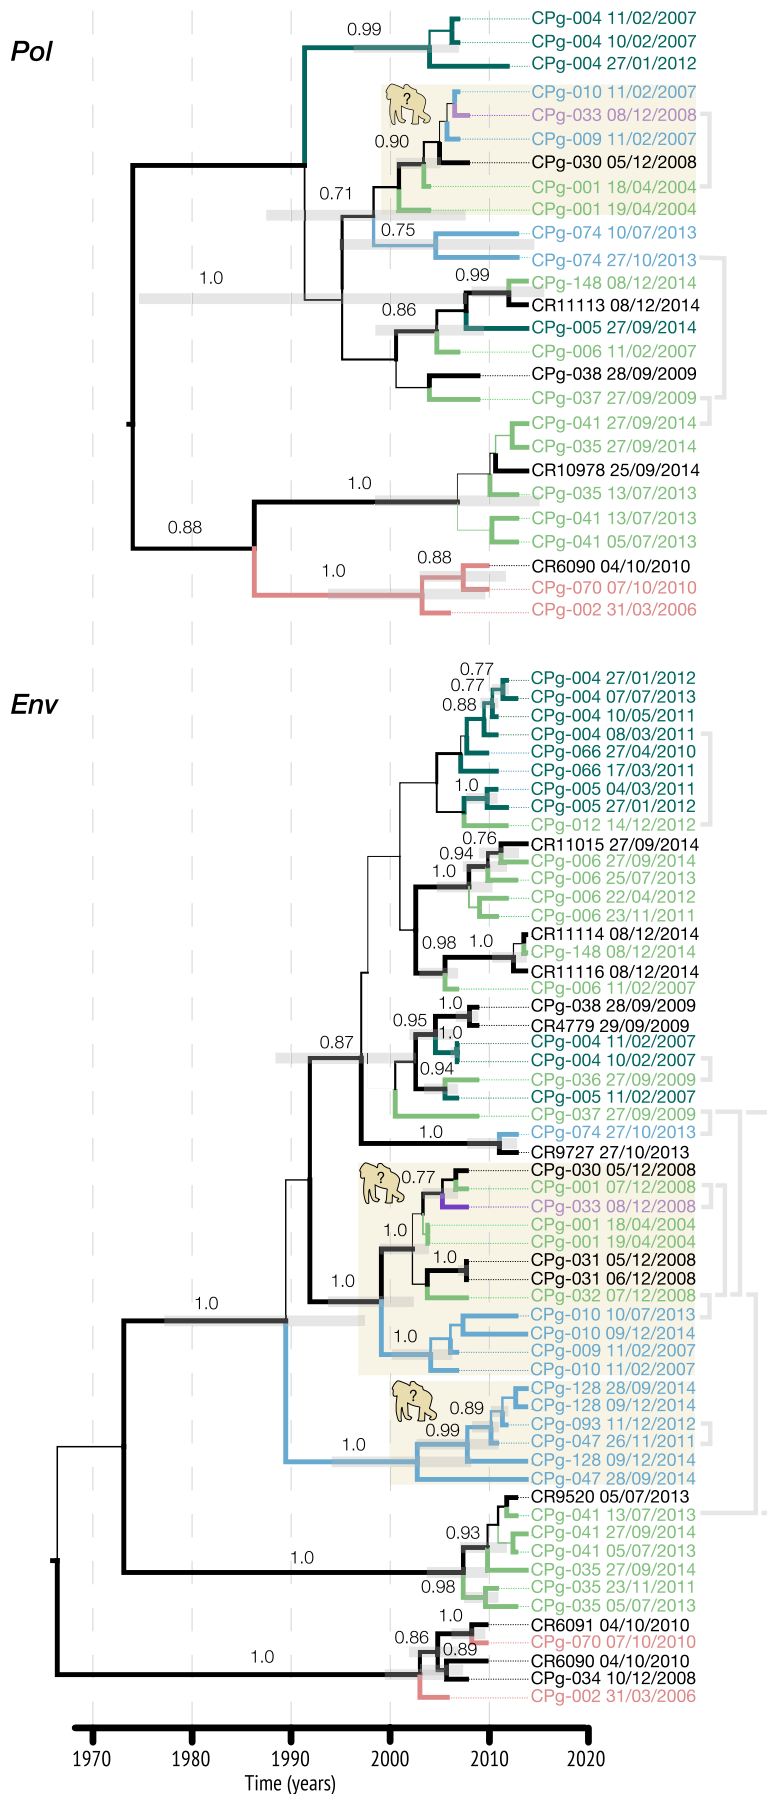 Pol
0.99
CPg-004 11/02/2007
CPg-004 10/02/2007
CPg-004 27/01/2012
?
CPg-010 11/02/2007
CPg-033 08/12/2008
CPg-009 11/02/2007
0.90
CPg-030 05/12/2008
CPg-001 18/04/2004
0.71
CPg-001 19/04/2004
0.75
CPg-074 10/07/2013
CPg-074 27/10/2013
1.0
0.99
CPg-148 08/12/2014
CR11113 08/12/2014
0.86
CPg-005 27/09/2014
CPg-006 11/02/2007
CPg-038 28/09/2009
CPg-037 27/09/2009
CPg-041 27/09/2014
CPg-035 27/09/2014
CR10978 25/09/2014
1.0
CPg-035 13/07/2013
CPg-041 13/07/2013
0.88
CPg-041 05/07/2013
0.88
CR6090 04/10/2010
1.0
CPg-070 07/10/2010
CPg-002 31/03/2006
Env
0.77
CPg-004 27/01/2012
0.77
CPg-004 07/07/2013
0.88
CPg-004 10/05/2011
CPg-004 08/03/2011
CPg-066 27/04/2010
CPg-066 17/03/2011
1.0
CPg-005 04/03/2011
CPg-005 27/01/2012
CPg-012 14/12/2012
0.76
CR11015 27/09/2014
0.94
CPg-006 27/09/2014
1.0
CPg-006 25/07/2013
CPg-006 22/04/2012
CPg-006 23/11/2011
CR11114 08/12/2014
0.98
1.0
CPg-148 08/12/2014
CR11116 08/12/2014
CPg-006 11/02/2007
1.0
CPg-038 28/09/2009
0.95
CR4779 29/09/2009
1.0
CPg-004 11/02/2007
0.87
CPg-004 10/02/2007
0.94
CPg-036 27/09/2009
CPg-005 11/02/2007
CPg-037 27/09/2009
1.0
CPg-074 27/10/2013
CR9727 27/10/2013
?
0.77
CPg-030 05/12/2008
CPg-001 07/12/2008
CPg-033 08/12/2008
CPg-001 18/04/2004
1.0
CPg-001 19/04/2004
1.0
CPg-031 05/12/2008
CPg-031 06/12/2008
1.0
CPg-032 07/12/2008
1.0
CPg-010 10/07/2013
1.0
CPg-010 09/12/2014
CPg-009 11/02/2007
CPg-010 11/02/2007
?
CPg-128 28/09/2014
0.89
CPg-128 09/12/2014
CPg-093 11/12/2012
0.99
CPg-047 26/11/2011
1.0
CPg-128 09/12/2014
CPg-047 28/09/2014
CR9520 05/07/2013
CPg-041 13/07/2013
0.93
CPg-041 27/09/2014
CPg-041 05/07/2013
1.0
CPg-035 27/09/2014
0.98
CPg-035 23/11/2011
CPg-035 05/07/2013
1.0
CR6091 04/10/2010
0.86
CPg-070 07/10/2010
0.89
1.0
CR6090 04/10/2010
CPg-034 10/12/2008
CPg-002 31/03/2006
1970 1980 1990 2000 2010 2020
Time (years)